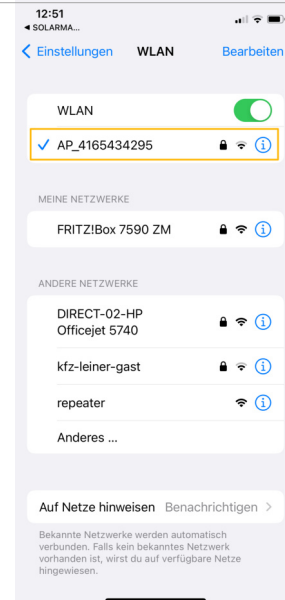 12:51
◀ SOLARMA...
Einstellungen WLAN Bearbeiten
WLAN
AP_4165434295
MEINE NETZWERKE
FRITZ!Box 7590 ZM
ANDERE NETZWERKE
DIRECT-02-HP
Officejet 5740
kfz-leiner-gast
repeater
Anderes ...
Auf Netze hinweisen Benachrichtigen
Bekannte Netzwerke werden automatisch
verbunden. Falls kein bekanntes Netzwerk
vorhanden ist, wirst du auf verfügbare Netze
hingewiesen.